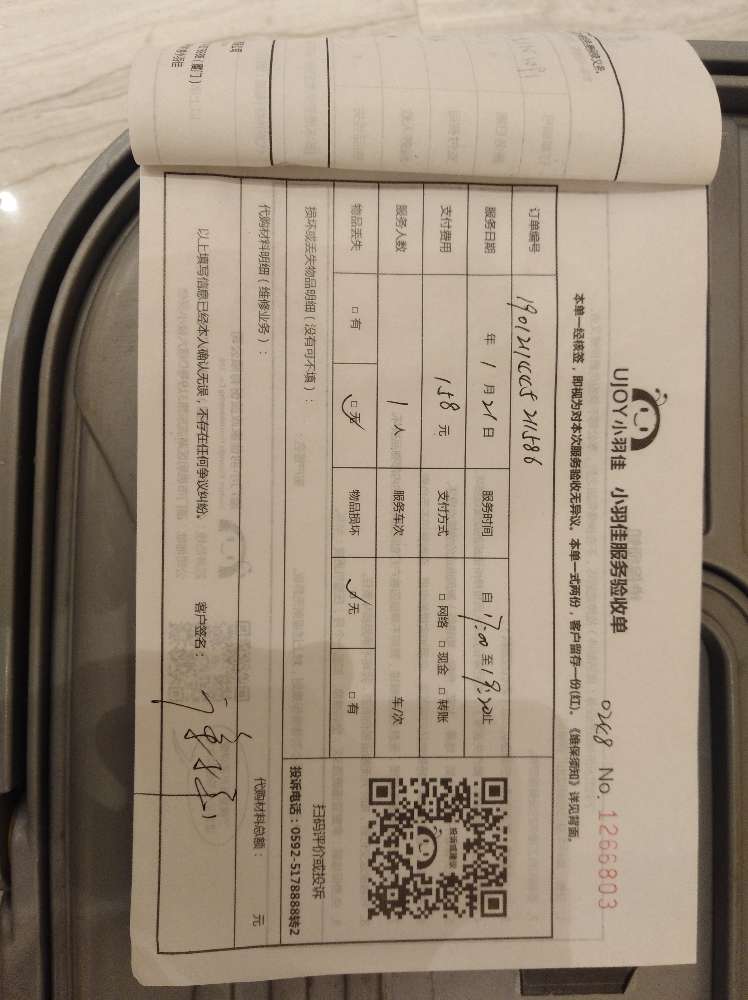 UJOY小羽佳 小羽佳服务验收单
0248 No. 1266803
本单一经核签，即视为对本次服务验收无异议。本单一式两份，客户留存一份(红)。《维保须知》详见背面。
订单编号 1901211445 211586
服务日期 年 1 月 21 日 服务时间 自 17:00 至 19:20 止
支付费用 158 元 支付方式 □ 网络 □ 现金 □ 转账
服务人数 1 人 服务车次 车/次
物品丢失 □ 有 □ 无 物品损坏 □ 无 □ 有
损坏或丢失物品明细（没有可不填）：
投诉或建议
扫码评价或投诉
投诉电话：0592-5178888转2
代购材料明细（维修业务）： 代购材料总额： 元
以上填写信息已经本人确认无误，不存在任何争议纠纷。 客户签名：